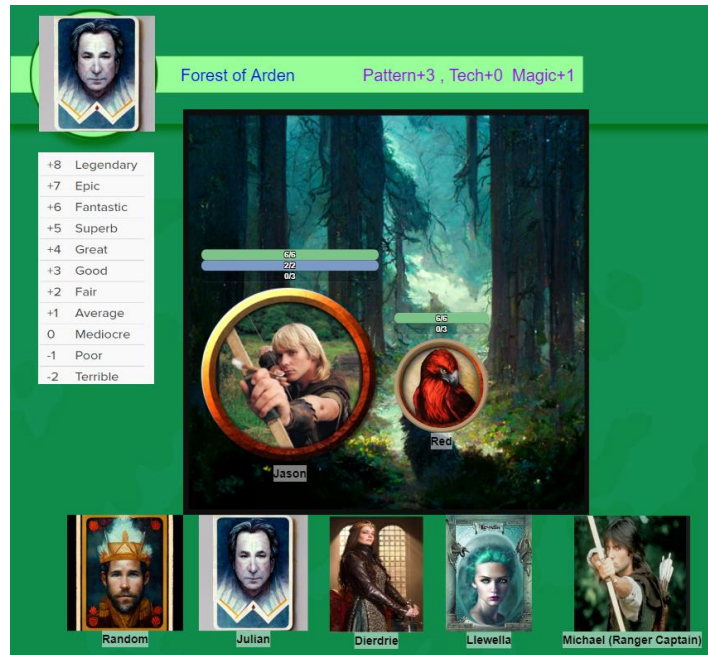 Forest of Arden
Pattern+3 , Tech+0 Magic+1
+8 Legendary
+7 Epic
+6 Fantastic
+5 Superb
+4 Great
+3 Good
+2 Fair
+1 Average
0 Mediocre
-1 Poor
-2 Terrible
6/6
2/2
0/3
6/6
0/3
Red
Jason
Random
Julian
Dierdrie
Llewella
Michael (Ranger Captain)